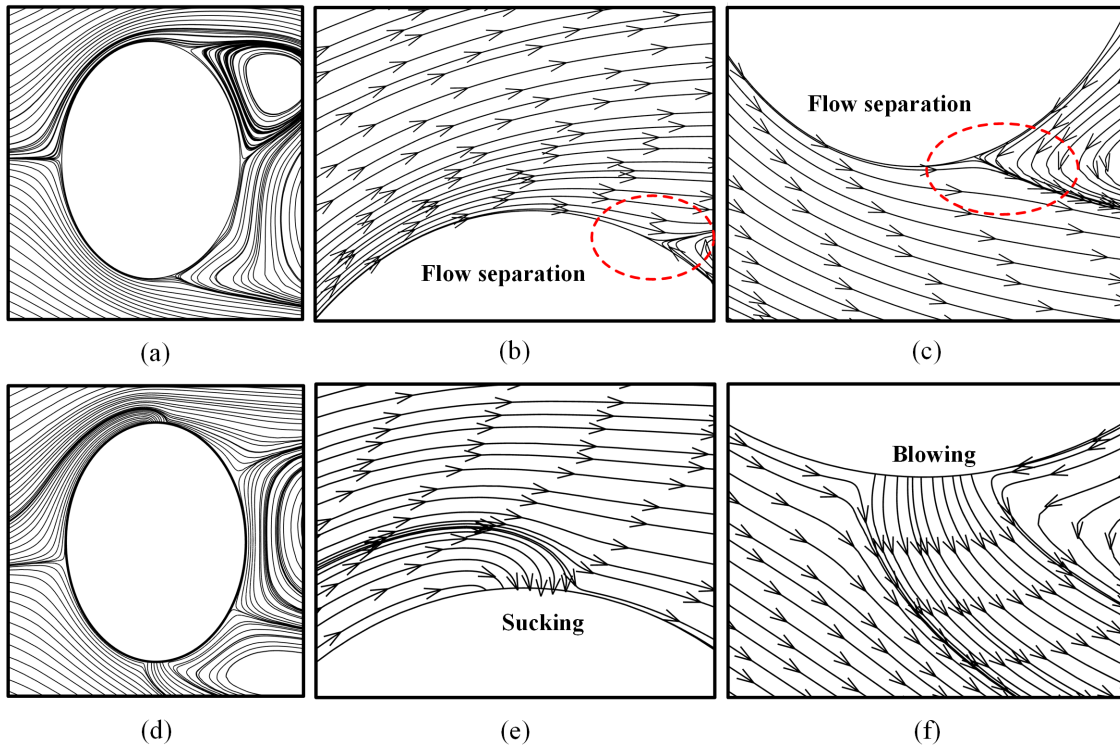 Flow separation
Flow separation
(a)
(b)
(c)
Sucking
Blowing
(d)
(e)
(f)